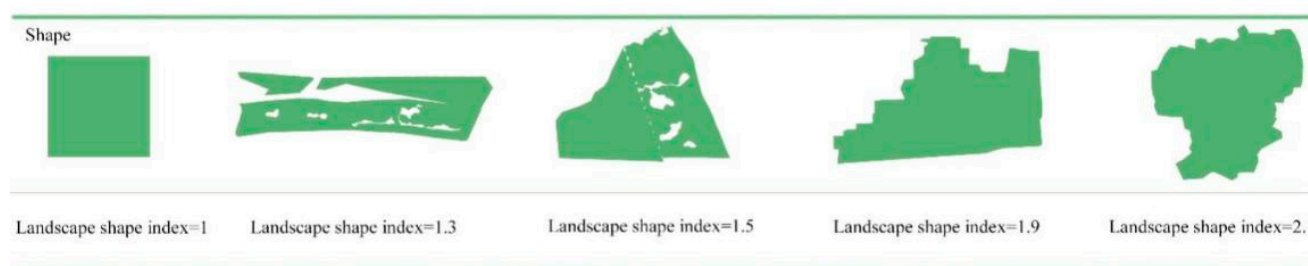 Shape
Landscape shape index=1
Landscape shape index=1.3
Landscape shape index=1.5
Landscape shape index=1.9
Landscape shape index=2.